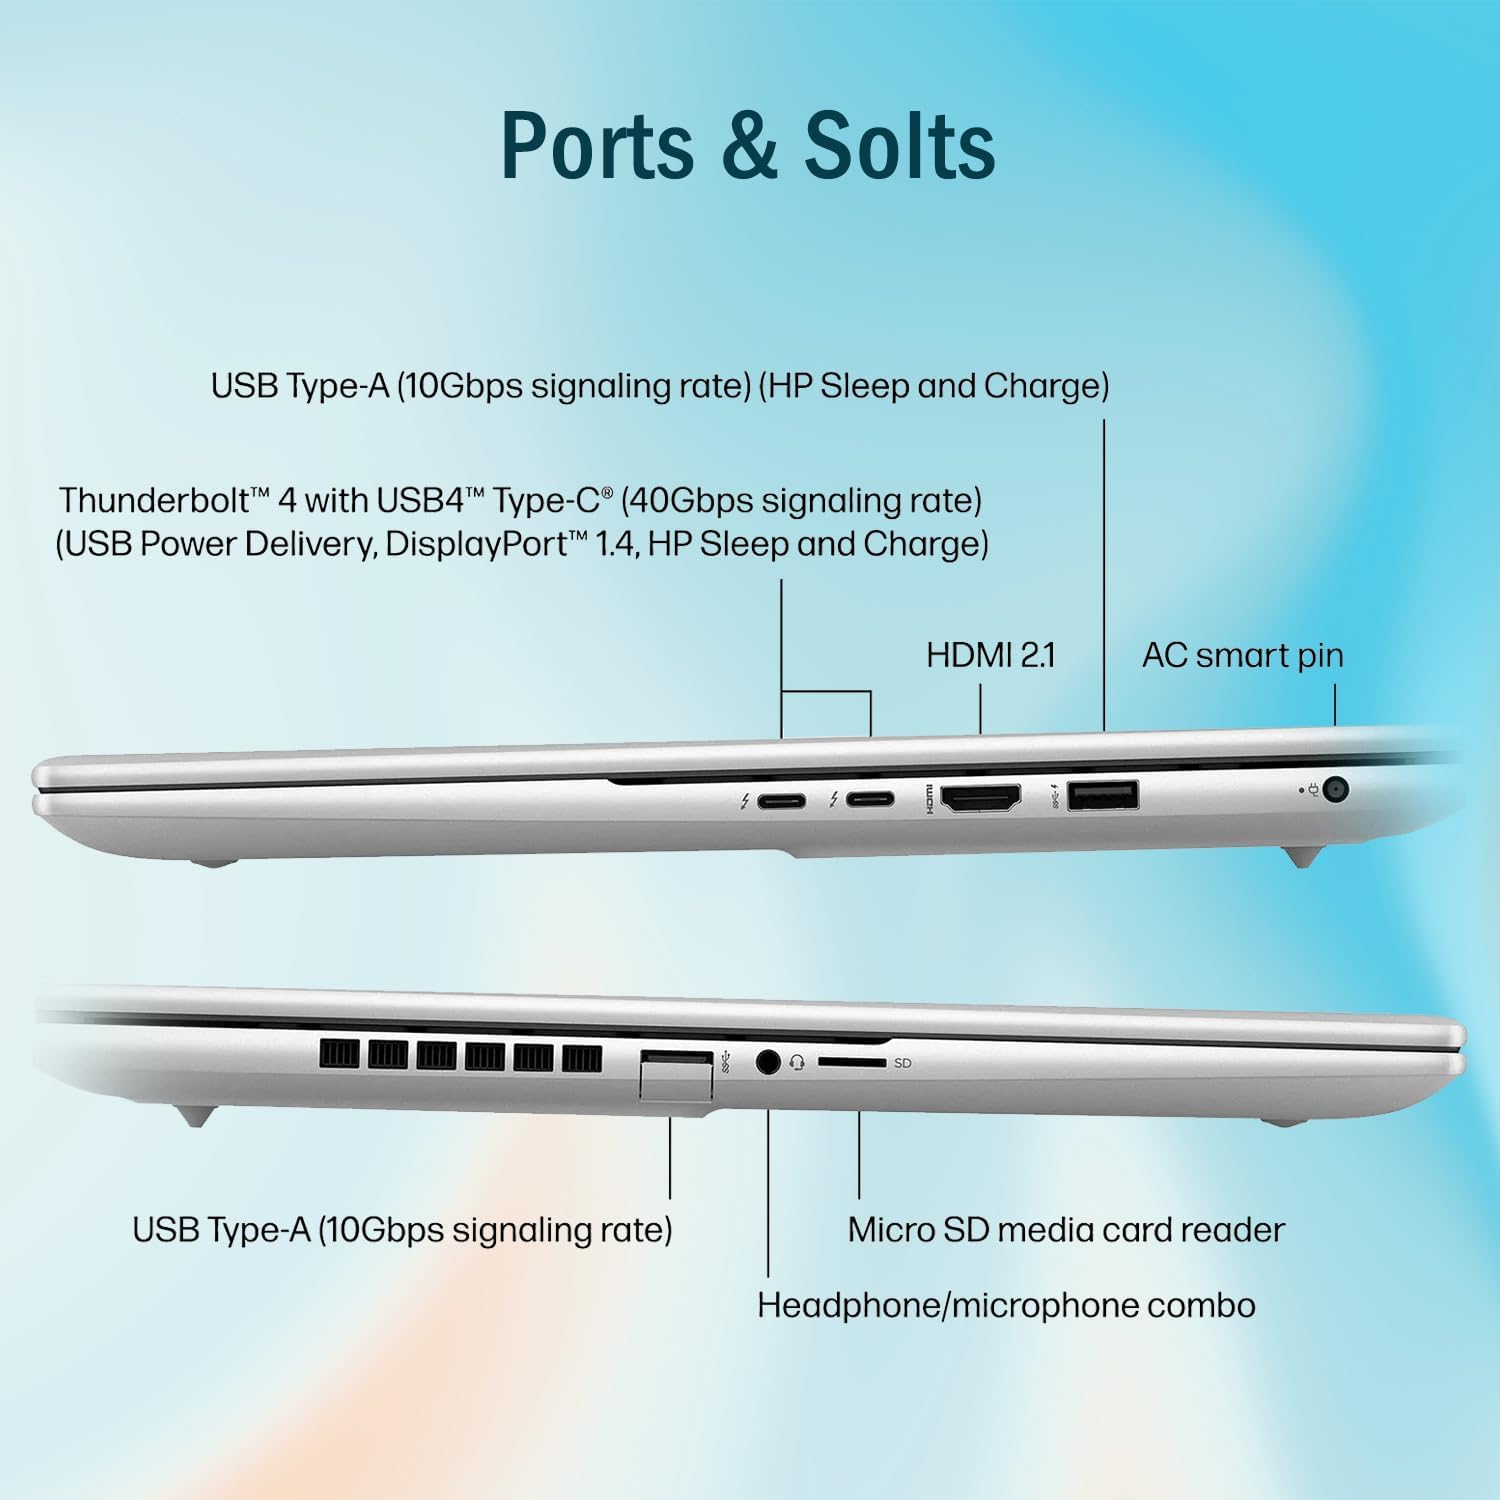 Ports & Solts
USB Type-A (10Gbps signaling rate) (HP Sleep and Charge)
Thunderbolt™ 4 with USB4™ Type-C® (40Gbps signaling rate)
(USB Power Delivery, DisplayPort™ 1.4, HP Sleep and Charge)
HDMI 2.1
AC smart pin
HDMI
SS
SS
SD
USB Type-A (10Gbps signaling rate)
Micro SD media card reader
Headphone/microphone combo